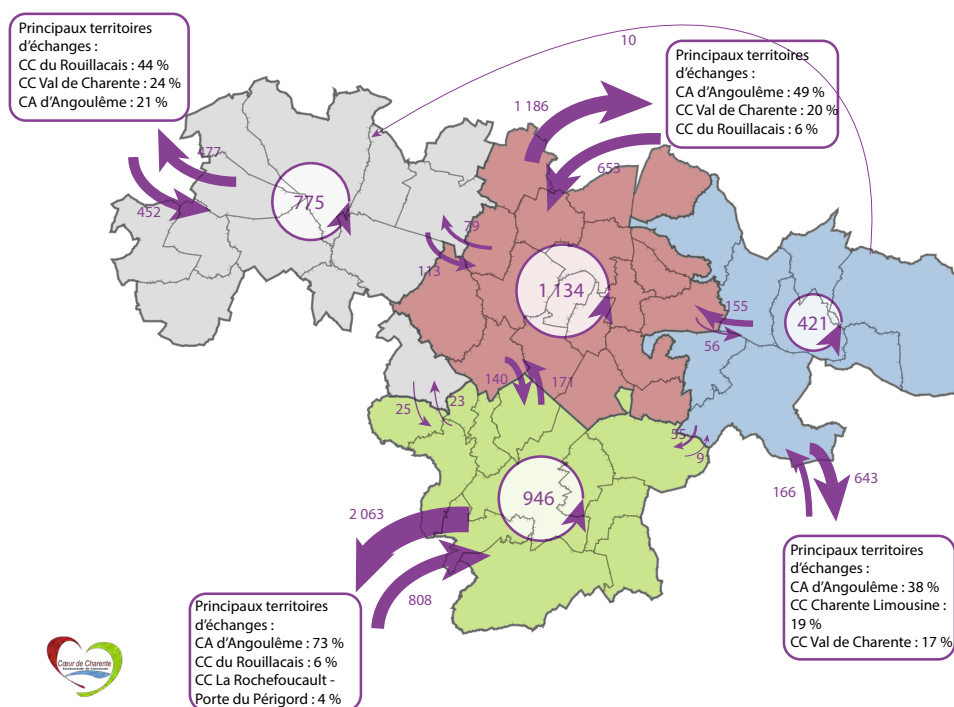 Principaux territoires
d'échanges :
CC du Rouillacais : 44 %
CC Val de Charente : 24 %
CA d'Angoulême : 21 %
10
Principaux territoires
d'échanges :
CA d'Angoulême : 49 %
CC Val de Charente : 20 %
CC du Rouillacais : 6 %
1 186
653
477
452
775
79
113
1 134
155
56
421
140
171
25
23
55
9
946
2 063
808
166
643
Principaux territoires
d'échanges :
CA d'Angoulême : 38 %
CC Charente Limousine :
19 %
CC Val de Charente : 17 %
Principaux territoires
d'échanges :
CA d'Angoulême : 73 %
CC du Rouillacais : 6 %
CC La Rochefoucault -
Porte du Périgord : 4 %
Cœur de Charente
Communauté de Communes